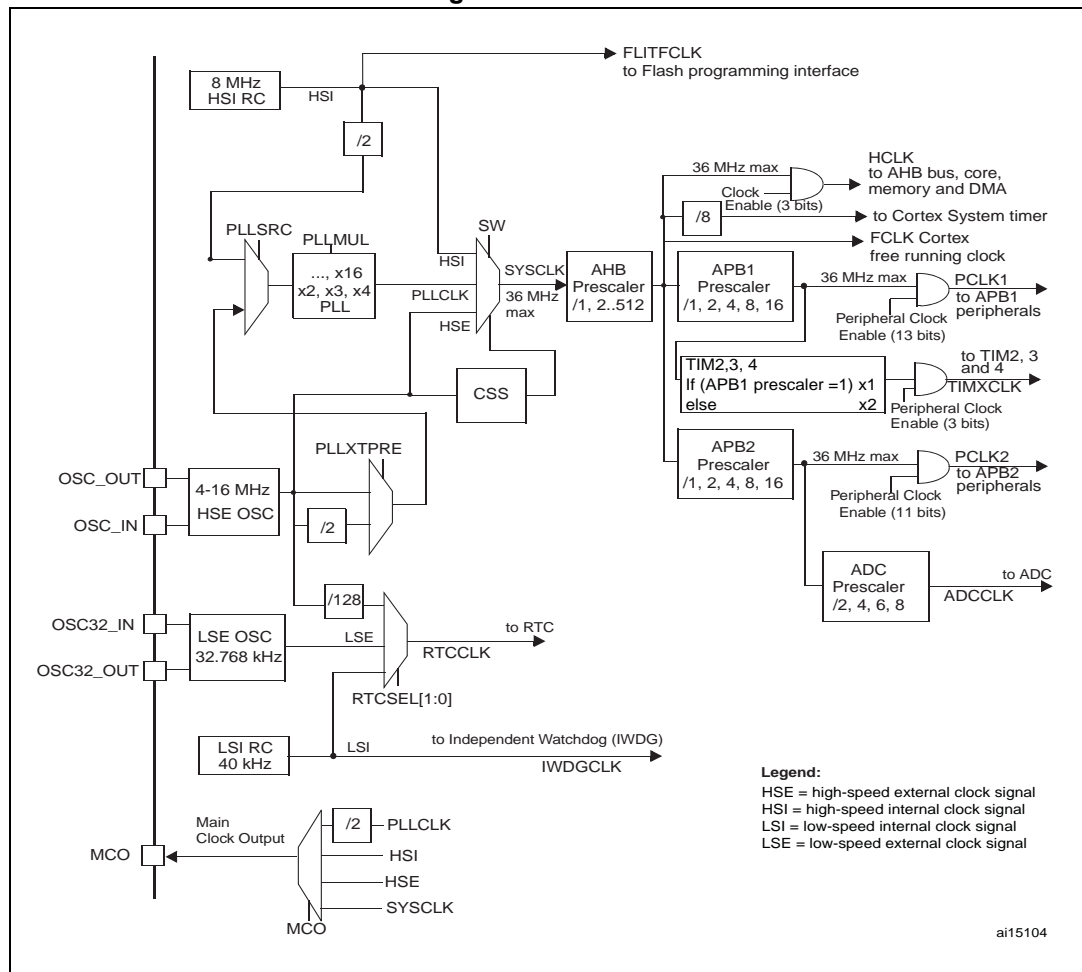 FLITFCLK
to Flash programming interface
8 MHz
HSI RC
HSI
/2
36 MHz max
HCLK
to AHB bus, core,
memory and DMA
Clock
Enable (3 bits)
/8
to Cortex System timer
FCLK Cortex
free running clock
PLLSRC
PLLMUL
..., x16
x2, x3, x4
PLL
SW
HSI
PLLCLK
HSE
SYSCLK
36 MHz
max
AHB
Prescaler
/1, 2..512
APB1
Prescaler
/1, 2, 4, 8, 16
36 MHz max
PCLK1
to APB1
peripherals
Peripheral Clock
Enable (13 bits)
TIM2,3, 4
If (APB1 prescaler =1) x1
else x2
to TIM2, 3
and 4
TIMXCLK
Peripheral Clock
Enable (3 bits)
CSS
PLLXTPRE
OSC_OUT
OSC_IN
4-16 MHz
HSE OSC
/2
APB2
Prescaler
/1, 2, 4, 8, 16
36 MHz max
PCLK2
to APB2
peripherals
Peripheral Clock
Enable (11 bits)
ADC
Prescaler
/2, 4, 6, 8
to ADC
ADCCLK
/128
OSC32_IN
OSC32_OUT
LSE OSC
32.768 kHz
LSE
to RTC
RTCCLK
RTCSEL[1:0]
LSI RC
40 kHz
LSI
to Independent Watchdog (IWDG)
IWDGCLK
Legend:
HSE = high-speed external clock signal
HSI = high-speed internal clock signal
LSI = low-speed internal clock signal
LSE = low-speed external clock signal
Main
Clock Output
MCO
/2
PLLCLK
HSI
HSE
SYSCLK
MCO
ai15104